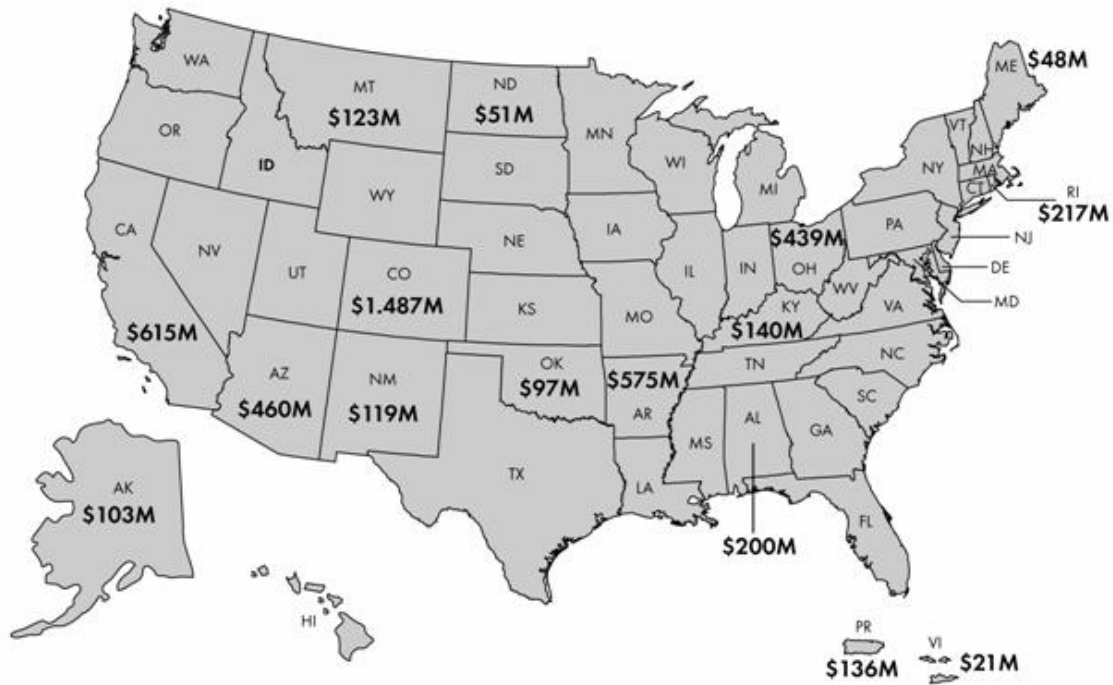 WA
MT
$123M
ND
$51M
MN
ME
$48M
OR
ID
WY
SD
WI
MI
NY
VT
NH
MA
CT
RI
$217M
CA
$615M
NV
UT
CO
$1.487M
NE
KS
IA
MO
IL
IN
$439M
OH
PA
NJ
DE
MD
WV
VA
KY
$140M
AZ
$460M
NM
$119M
OK
$97M
$575M
AR
TN
NC
SC
MS
AL
$200M
GA
TX
LA
FL
AK
$103M
HI
PR
$136M
VI
$21M